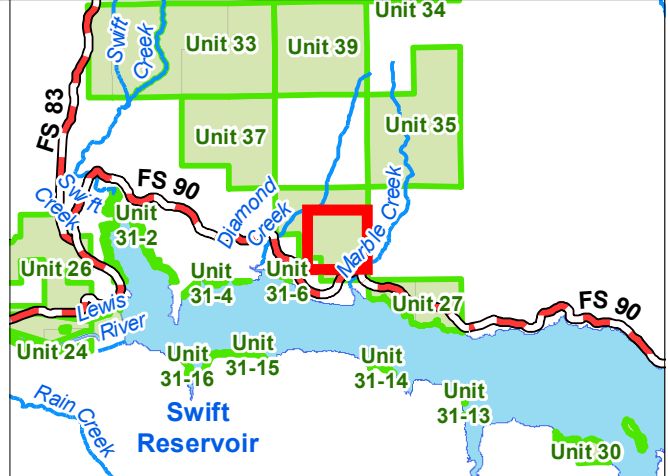 Unit 34
Swift
Creek
Unit 33
Unit 39
FS 83
Unit 37
Unit 35
FS 90
Swift
Creek
Unit
31-2
Diamond
Creek
Marble Creek
Unit 26
Unit
31-4
Unit
31-6
Unit 27
FS 90
Lewis
River
Unit 24
Unit
31-16
Unit
31-15
Unit
31-14
Unit
31-13
Rain Creek
Swift
Reservoir
Unit 30